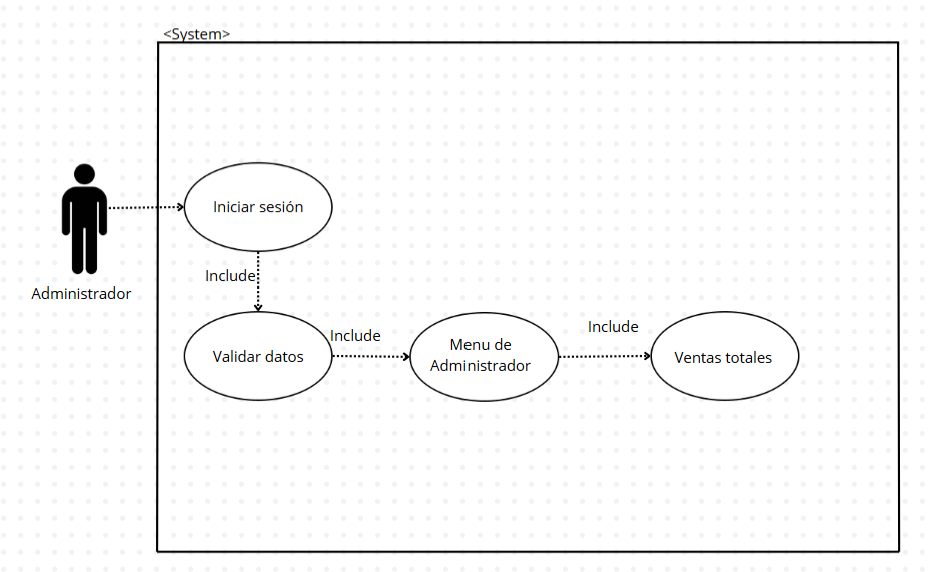 <System>
Iniciar sesión
Administrador
Include
Validar datos
Include
Menu de
Administrador
Include
Ventas totales